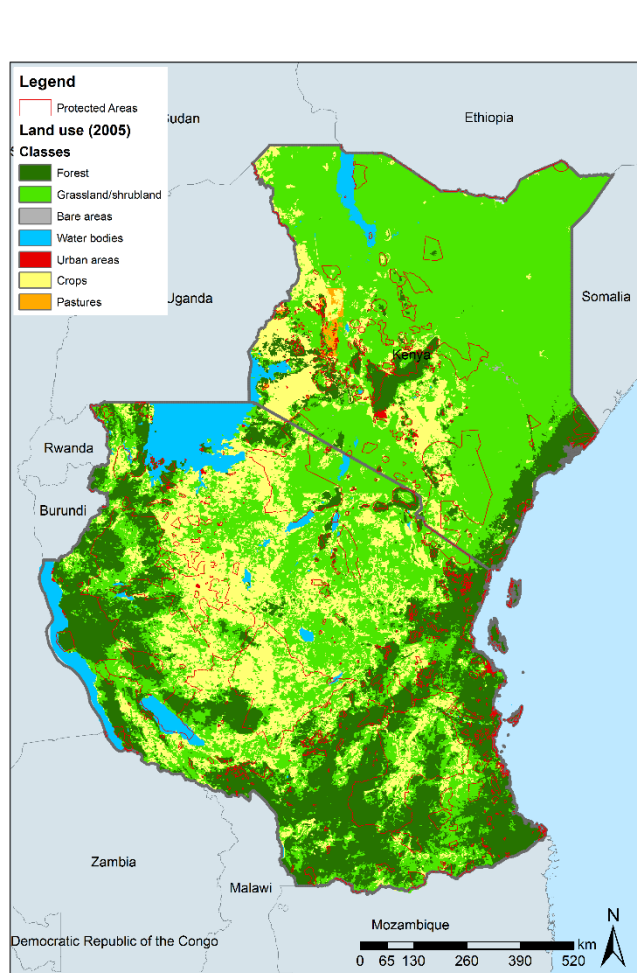 Legend
Protected Areas
Land use (2005)
Classes
Forest
Grassland/shrubland
Bare areas
Water bodies
Urban areas
Crops
Pastures
Ethiopia
Somalia
Kenya
Rwanda
Burundi
Zambia
Malawi
Mozambique
Democratic Republic of the Congo
N
km
0 65 130 260 390 520